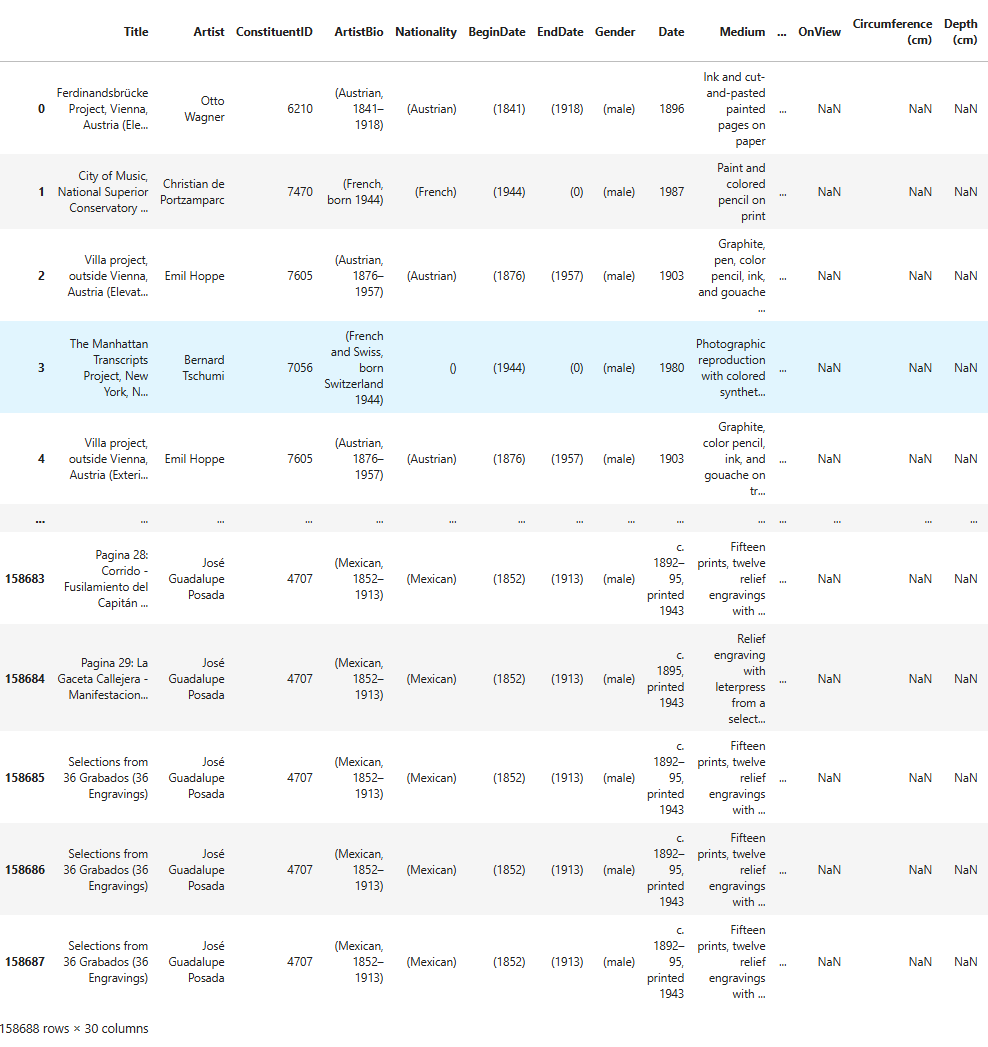 Title Artist ConstituentID ArtistBio Nationality BeginDate EndDate Gender Date Medium ... OnView Circumference (cm) Depth (cm)
0 Ferdinandsbrücke Project, Vienna, Austria (Ele... Otto Wagner 6210 (Austrian, 1841–1918) (Austrian) (1841) (1918) (male) 1896 Ink and cut-and-pasted painted pages on paper ... NaN NaN NaN
1 City of Music, National Superior Conservatory ... Christian de Portzamparc 7470 (French, born 1944) (French) (1944) (0) (male) 1987 Paint and colored pencil on print ... NaN NaN NaN
2 Villa project, outside Vienna, Austria (Elevat... Emil Hoppe 7605 (Austrian, 1876–1957) (Austrian) (1876) (1957) (male) 1903 Graphite, pen, color pencil, ink, and gouache ... ... NaN NaN NaN
3 The Manhattan Transcripts Project, New York, N... Bernard Tschumi 7056 (French and Swiss, born Switzerland 1944) () (1944) (0) (male) 1980 Photographic reproduction with colored synthet... ... NaN NaN NaN
4 Villa project, outside Vienna, Austria (Exteri... Emil Hoppe 7605 (Austrian, 1876–1957) (Austrian) (1876) (1957) (male) 1903 Graphite, color pencil, ink, and gouache on tr... ... NaN NaN NaN
... ... ... ... ... ... ... ... ... ... ... ... ... ... ...
158683 Pagina 28: Corrido - Fusilamiento del Capitán ... José Guadalupe Posada 4707 (Mexican, 1852–1913) (Mexican) (1852) (1913) (male) c. 1892–95, printed 1943 Fifteen prints, twelve relief engravings with ... ... NaN NaN NaN
158684 Pagina 29: La Gaceta Callejera - Manifestacion... José Guadalupe Posada 4707 (Mexican, 1852–1913) (Mexican) (1852) (1913) (male) c. 1895, printed 1943 Relief engraving with leterpress from a select... ... NaN NaN NaN
158685 Selections from 36 Grabados (36 Engravings) José Guadalupe Posada 4707 (Mexican, 1852–1913) (Mexican) (1852) (1913) (male) c. 1892–95, printed 1943 Fifteen prints, twelve relief engravings with ... ... NaN NaN NaN
158686 Selections from 36 Grabados (36 Engravings) José Guadalupe Posada 4707 (Mexican, 1852–1913) (Mexican) (1852) (1913) (male) c. 1892–95, printed 1943 Fifteen prints, twelve relief engravings with ... ... NaN NaN NaN
158687 Selections from 36 Grabados (36 Engravings) José Guadalupe Posada 4707 (Mexican, 1852–1913) (Mexican) (1852) (1913) (male) c. 1892–95, printed 1943 Fifteen prints, twelve relief engravings with ... ... NaN NaN NaN
158688 rows × 30 columns